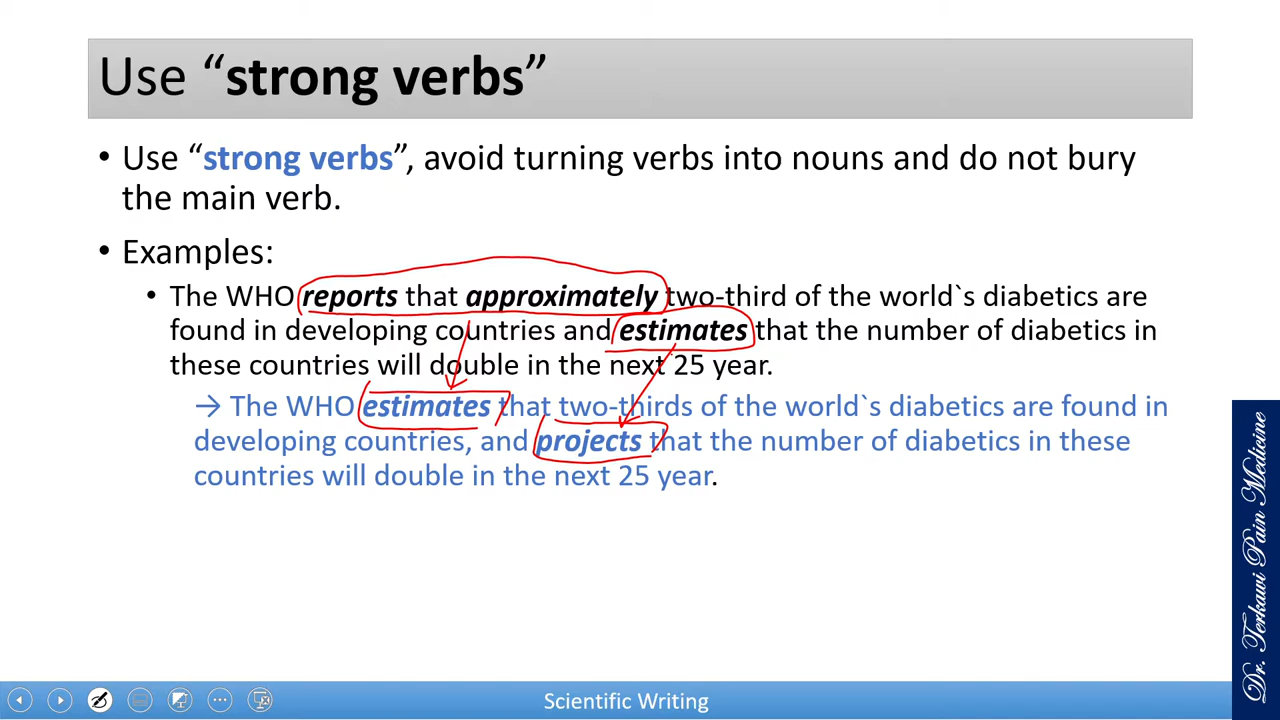 Use “strong verbs”
• Use “strong verbs”, avoid turning verbs into nouns and do not bury
the main verb.
• Examples:
• The WHO reports that approximately two-third of the world`s diabetics are
found in developing countries and estimates that the number of diabetics in
these countries will double in the next 25 year.
→ The WHO estimates that two-thirds of the world`s diabetics are found in
developing countries, and projects that the number of diabetics in these
countries will double in the next 25 year.
Dr. Terkawi Pain Medicine
Scientific Writing